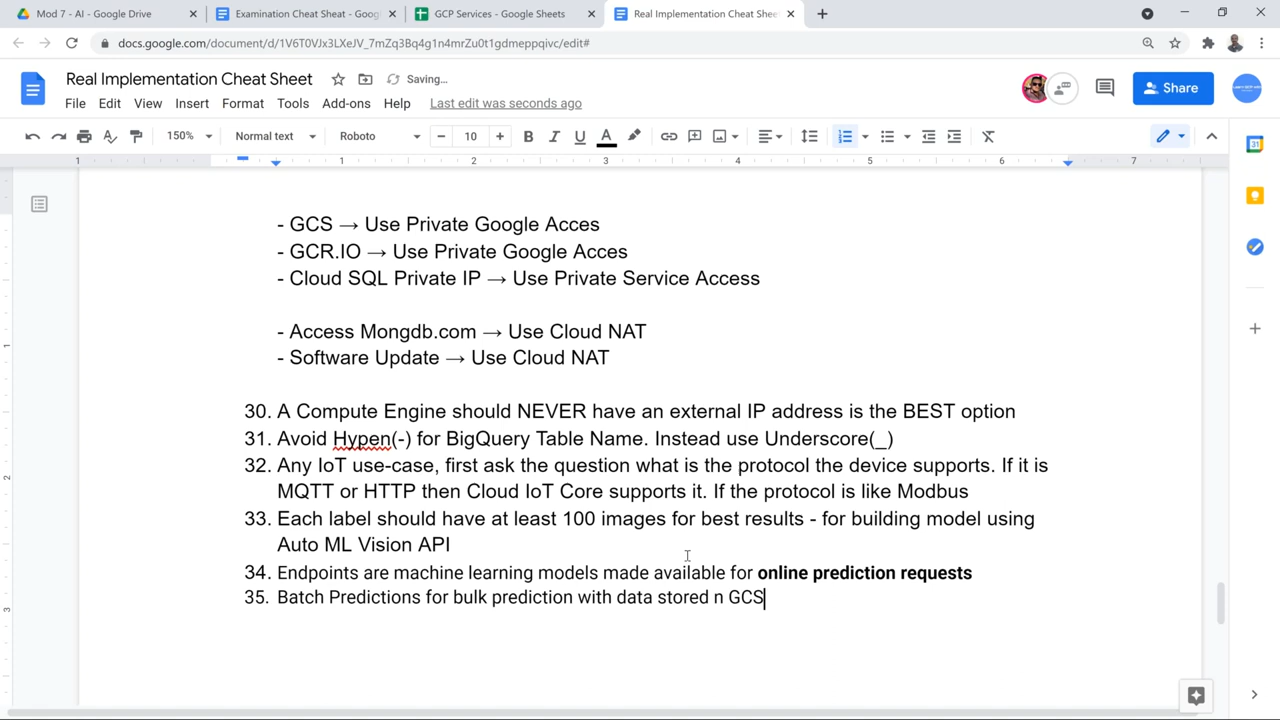 Mod 7 - AI - Google Drive
Examination Cheat Sheat - Googl
GCP Services - Google Sheets
Real Implementation Cheat Shee
docs.google.com/document/d/1V6T0VJx3LXeJV_7mZq3Bq4g1n4mrZu0t1gdmeppqivc/edit#
Real Implementation Cheat Sheet
Saving...
Share
File Edit View Insert Format Tools Add-ons Help Last edit was seconds ago
150% Normal text Roboto 10
1 1 2 3 4 5 6 7
- GCS → Use Private Google Acces
- GCR.IO → Use Private Google Acces
- Cloud SQL Private IP → Use Private Service Access
- Access Mongdb.com → Use Cloud NAT
- Software Update → Use Cloud NAT
30. A Compute Engine should NEVER have an external IP address is the BEST option
31. Avoid Hypen(-) for BigQuery Table Name. Instead use Underscore(_)
32. Any IoT use-case, first ask the question what is the protocol the device supports. If it is
MQTT or HTTP then Cloud IoT Core supports it. If the protocol is like Modbus
33. Each label should have at least 100 images for best results - for building model using
Auto ML Vision API
34. Endpoints are machine learning models made available for online prediction requests
35. Batch Predictions for bulk prediction with data stored n GCS